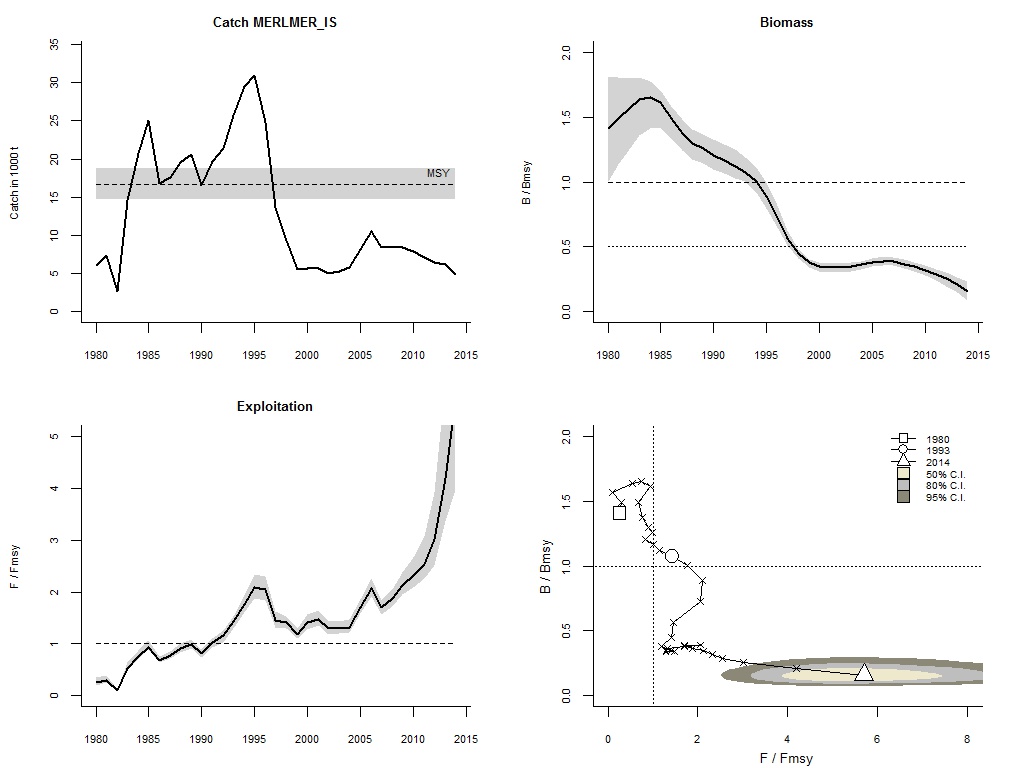 Catch MERLMER_IS
Catch in 1000 t
35
30
25
20
15
10
5
0
MSY
1980 1985 1990 1995 2000 2005 2010 2015
Biomass
B / Bmsy
2.0
1.5
1.0
0.5
0.0
1980 1985 1990 1995 2000 2005 2010 2015
Exploitation
F / Fmsy
5
4
3
2
1
0
1980 1985 1990 1995 2000 2005 2010 2015
B / Bmsy
2.0
1.5
1.0
0.5
0.0
1980
1993
2014
50% C.I.
80% C.I.
95% C.I.
0 2 4 6 8
F / Fmsy